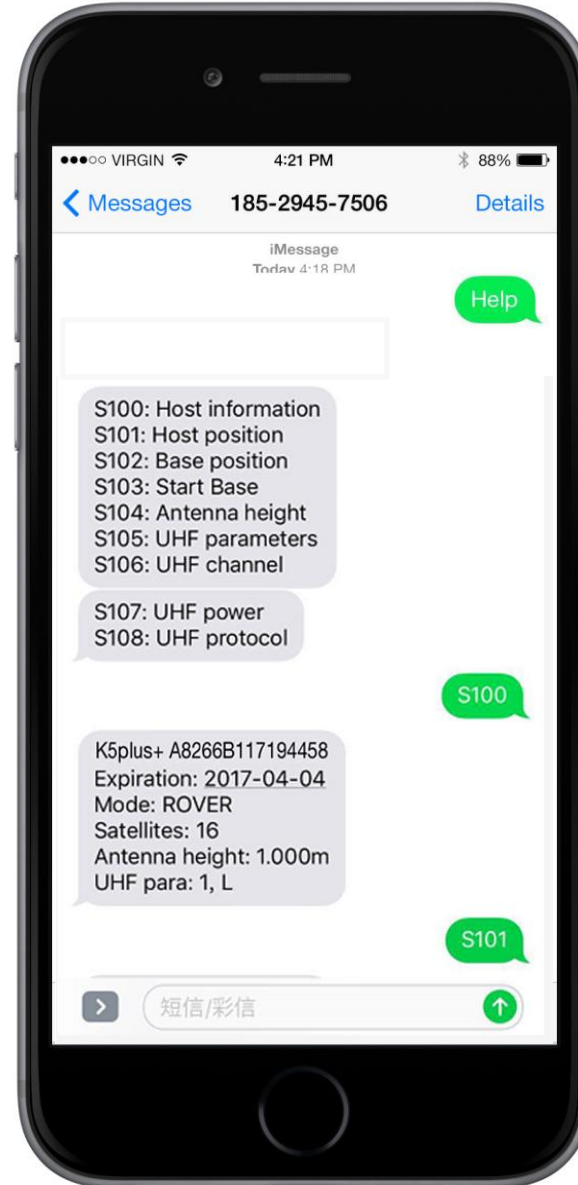 VIRGIN 4:21 PM 88%
Messages 185-2945-7506 Details
iMessage
Today 4:18 PM
Help
S100: Host information
S101: Host position
S102: Base position
S103: Start Base
S104: Antenna height
S105: UHF parameters
S106: UHF channel
S107: UHF power
S108: UHF protocol
S100
K5plus+ A8266B117194458
Expiration: 2017-04-04
Mode: ROVER
Satellites: 16
Antenna height: 1.000m
UHF para: 1, L
S101
短信/彩信